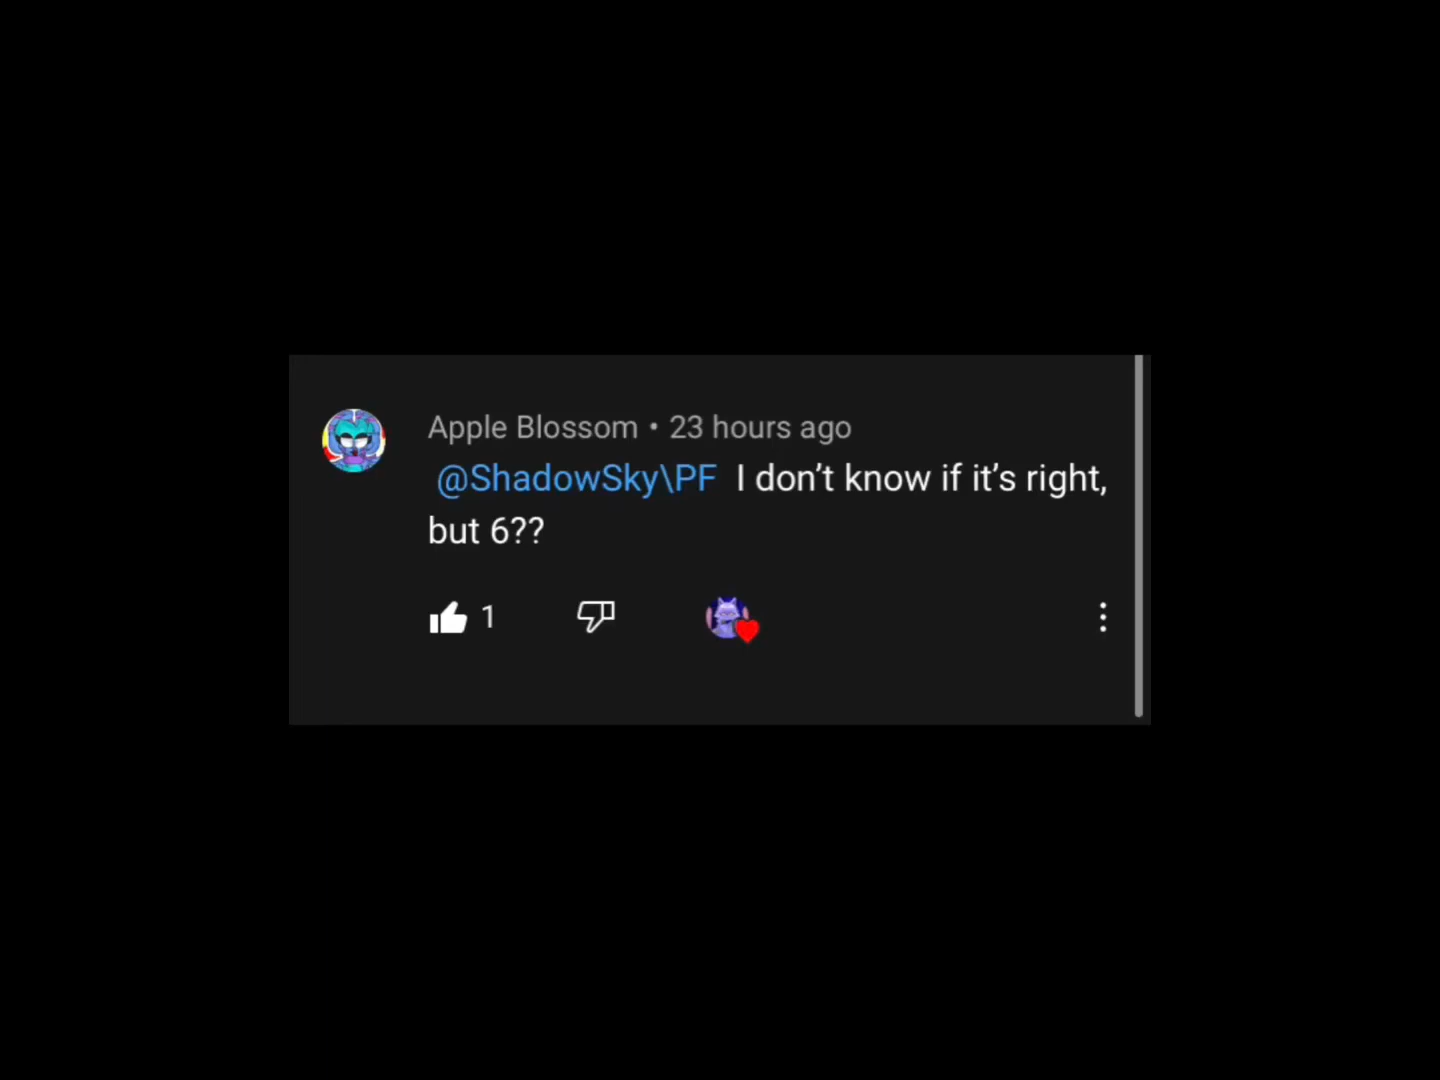 Apple Blossom • 23 hours ago
@ShadowSky\PF I don’t know if it’s right,
but 6??
1